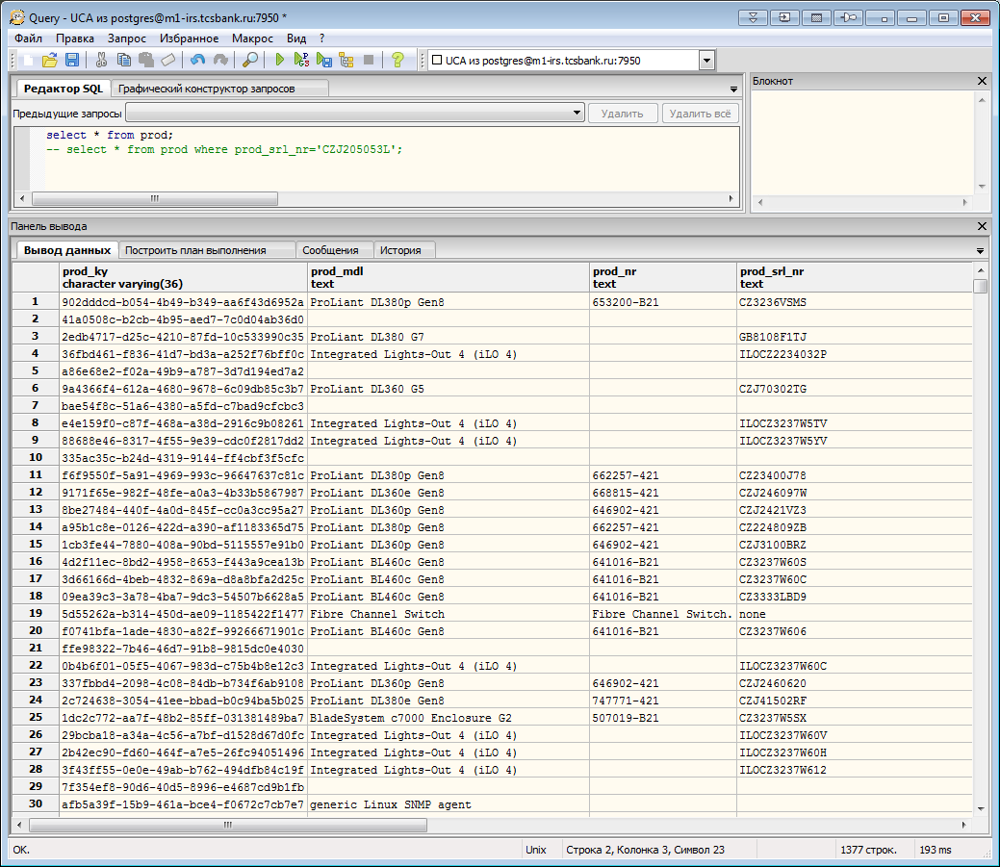 Query - UCA из postgres@m1-irs.tcsbank.ru:7950 *
Файл Правка Запрос Избранное Макрос Вид ?
UCA из postgres@m1-irs.tcsbank.ru:7950
Редактор SQL Графический конструктор запросов
Предыдущие запросы Удалить Удалить всё
select * from prod;
-- select * from prod where prod_srl_nr='CZJ205053L';
Блокнот
Панель вывода
Вывод данных Построить план выполнения Сообщения История
prod_ky prod_mdl prod_nr prod_srl_nr
character varying(36) text text text
1 902dddcd-b054-4b49-b349-aa6f43d6952a ProLiant DL380p Gen8 653200-B21 CZ3236VSMS
2 41a0508c-b2cb-4b95-aed7-7c0d04ab36d0
3 2edb4717-d25c-4210-87fd-10c533990c35 ProLiant DL380 G7 GB8108F1TJ
4 36fbd461-f836-41d7-bd3a-a252f76bff0c Integrated Lights-Out 4 (iLO 4) ILOCZ2234032P
5 a86e68e2-f02a-49b9-a787-3d7d194ed7a2
6 9a4366f4-612a-4680-9678-6c09db85c3b7 ProLiant DL360 G5 CZJ70302TG
7 bae54f8c-51a6-4380-a5fd-c7bad9cfcbc3
8 e4e159f0-c87f-468a-a38d-2916c9b08261 Integrated Lights-Out 4 (iLO 4) ILOCZ3237W5TV
9 88688e46-8317-4f55-9e39-cdc0f2817dd2 Integrated Lights-Out 4 (iLO 4) ILOCZ3237W5YV
10 335ac35c-b24d-4319-9144-ff4cbf3f5cfc
11 f6f9550f-5a91-4969-993c-96647637c81c ProLiant DL380p Gen8 662257-421 CZ23400J78
12 9171f65e-982f-48fe-a0a3-4b33b5867987 ProLiant DL360e Gen8 668815-421 CZJ246097W
13 8be27484-440f-4a0d-845f-cc0a3cc95a27 ProLiant DL360p Gen8 646902-421 CZJ2421VZ3
14 a95b1c8e-0126-422d-a390-af1183365d75 ProLiant DL380p Gen8 662257-421 CZ224809ZB
15 1cb3fe44-7880-408a-90bd-5115557e91b0 ProLiant DL360p Gen8 646902-421 CZJ3100BRZ
16 4d2f11ec-8bd2-4958-8653-f443a9cea13b ProLiant BL460c Gen8 641016-B21 CZ3237W60S
17 3d66166d-4beb-4832-869a-d8a8bfa2d25c ProLiant BL460c Gen8 641016-B21 CZ3237W60C
18 09ea39c3-3a78-4ba7-9dc3-54507b6628a5 ProLiant BL460c Gen8 641016-B21 CZ3333LBD9
19 5d55262a-b314-450d-ae09-1185422f1477 Fibre Channel Switch Fibre Channel Switch. none
20 f0741bfa-1ade-4830-a82f-99266671901c ProLiant BL460c Gen8 641016-B21 CZ3237W606
21 ffe98322-7b46-46d7-91b8-9815dc0e4030
22 0b4b6f01-05f5-4067-983d-c75b4b8e12c3 Integrated Lights-Out 4 (iLO 4) ILOCZ3237W60C
23 337fbbd4-2098-4c08-84db-b734f6ab9108 ProLiant DL360p Gen8 646902-421 CZJ2460620
24 2c724638-3054-41ee-bbad-b0c94ba5b025 ProLiant DL380e Gen8 747771-421 CZJ41502RF
25 1dc2c772-aa7f-48b2-85ff-031381489ba7 BladeSystem c7000 Enclosure G2 507019-B21 CZ3237W5SX
26 29bcba18-a34a-4c56-a7bf-d1528d67d0fc Integrated Lights-Out 4 (iLO 4) ILOCZ3237W60V
27 2b42ec90-fd60-464f-a7e5-26fc94051496 Integrated Lights-Out 4 (iLO 4) ILOCZ3237W60H
28 3f43ff55-0e0e-49ab-b762-494dfb84c19f Integrated Lights-Out 4 (iLO 4) ILOCZ3237W612
29 7f354ef8-90d6-40d5-8996-e4687cd9b1fb
30 afb5a39f-15b9-461a-bce4-f0672c7cb7e7 generic Linux SNMP agent
OK. Unix Строка 2, Колонка 3, Символ 23 1377 строк. 193 ms